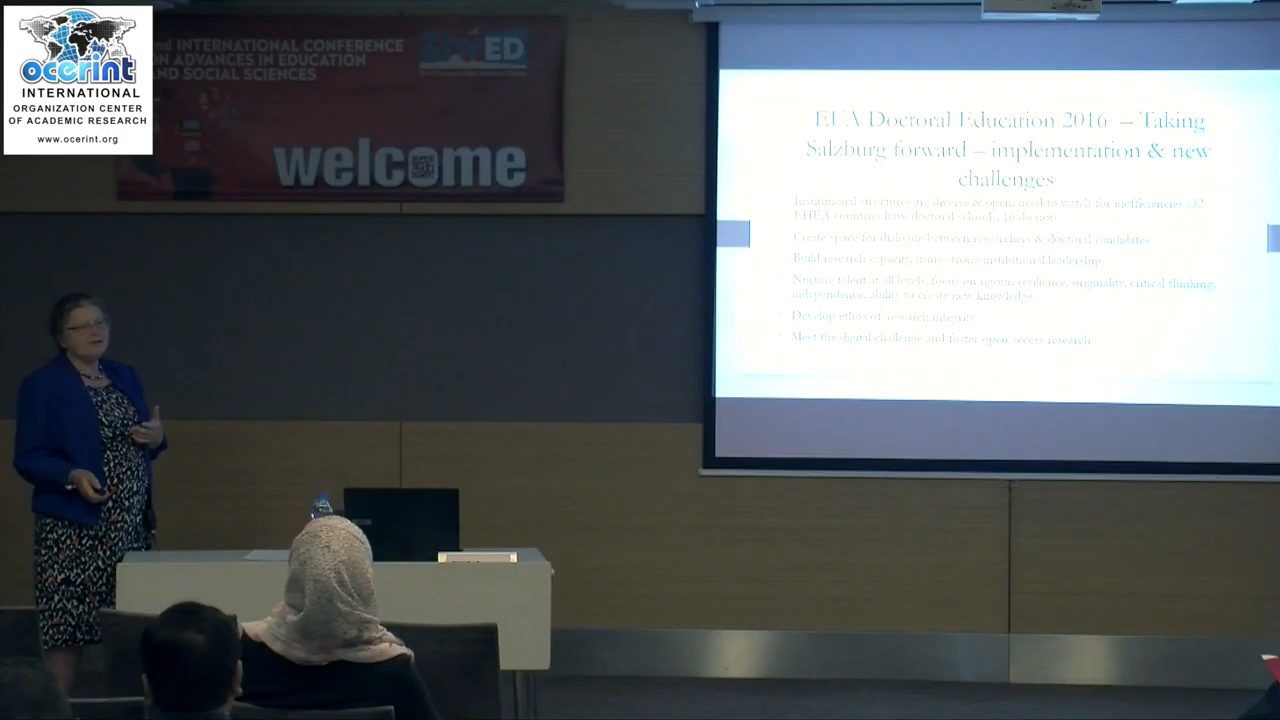 ocerint
INTERNATIONAL
ORGANIZATION CENTER
OF ACADEMIC RESEARCH
www.ocerint.org
nd INTERNATIONAL CONFERENCE
ON ADVANCES IN EDUCATION
AND SOCIAL SCIENCES
ED
welcome
EUA Doctoral Education 2016 – Taking
Salzburg forward – implementation & new
challenges
Institutional structures are diverse & open, need to watch for inefficiencies (32
EHEA countries have doctoral schools, 16 do not)
Create space for dialogue between researchers & doctoral candidates
Build research capacity, using strong institutional leadership
Nurture talent at all levels, focus on rigour, resilience, originality, critical thinking,
independence, ability to create new knowledge
Develop ethos of research integrity
Meet the digital challenge and foster open access research